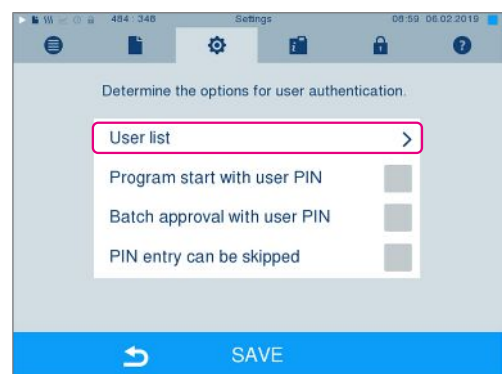 484 : 348 Settings 08:59 06.02.2019
Determine the options for user authentication.
User list
Program start with user PIN
Batch approval with user PIN
PIN entry can be skipped
SAVE